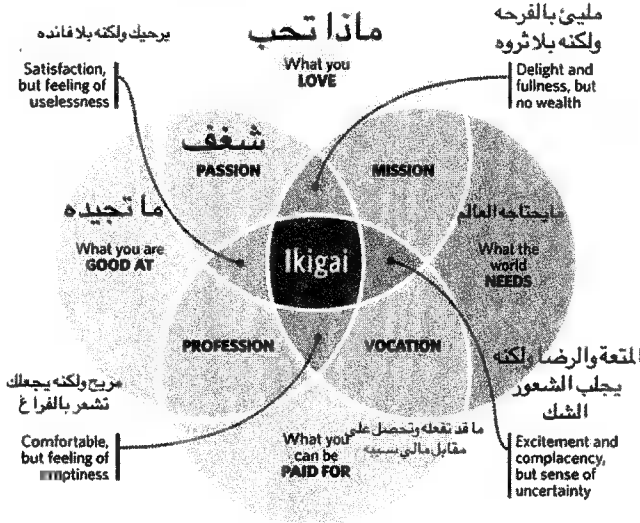 ماذا تحب
What you
LOVE
يرحيك ولكنه بلا فائده
Satisfaction,
but feeling of
uselessness
مليئ بالفرحه
ولكنه بلا ثروه
Delight and
fullness, but
no wealth
شغف
PASSION
MISSION
ما تجيده
What you are
GOOD AT
Ikigai
مايحتاجه العالم
What the
world
NEEDS
PROFESSION
VOCATION
مريح ولكنه يجعلك
تشعر بالفراغ
Comfortable,
but feeling of
emptiness
ما قد تفعله وتحصل على
مقابل مالي
What you
can be
PAID FOR
المتعة والرضا ولكنه
يجلب الشعور
الشك
Excitement and
complacency,
but sense of
uncertainty